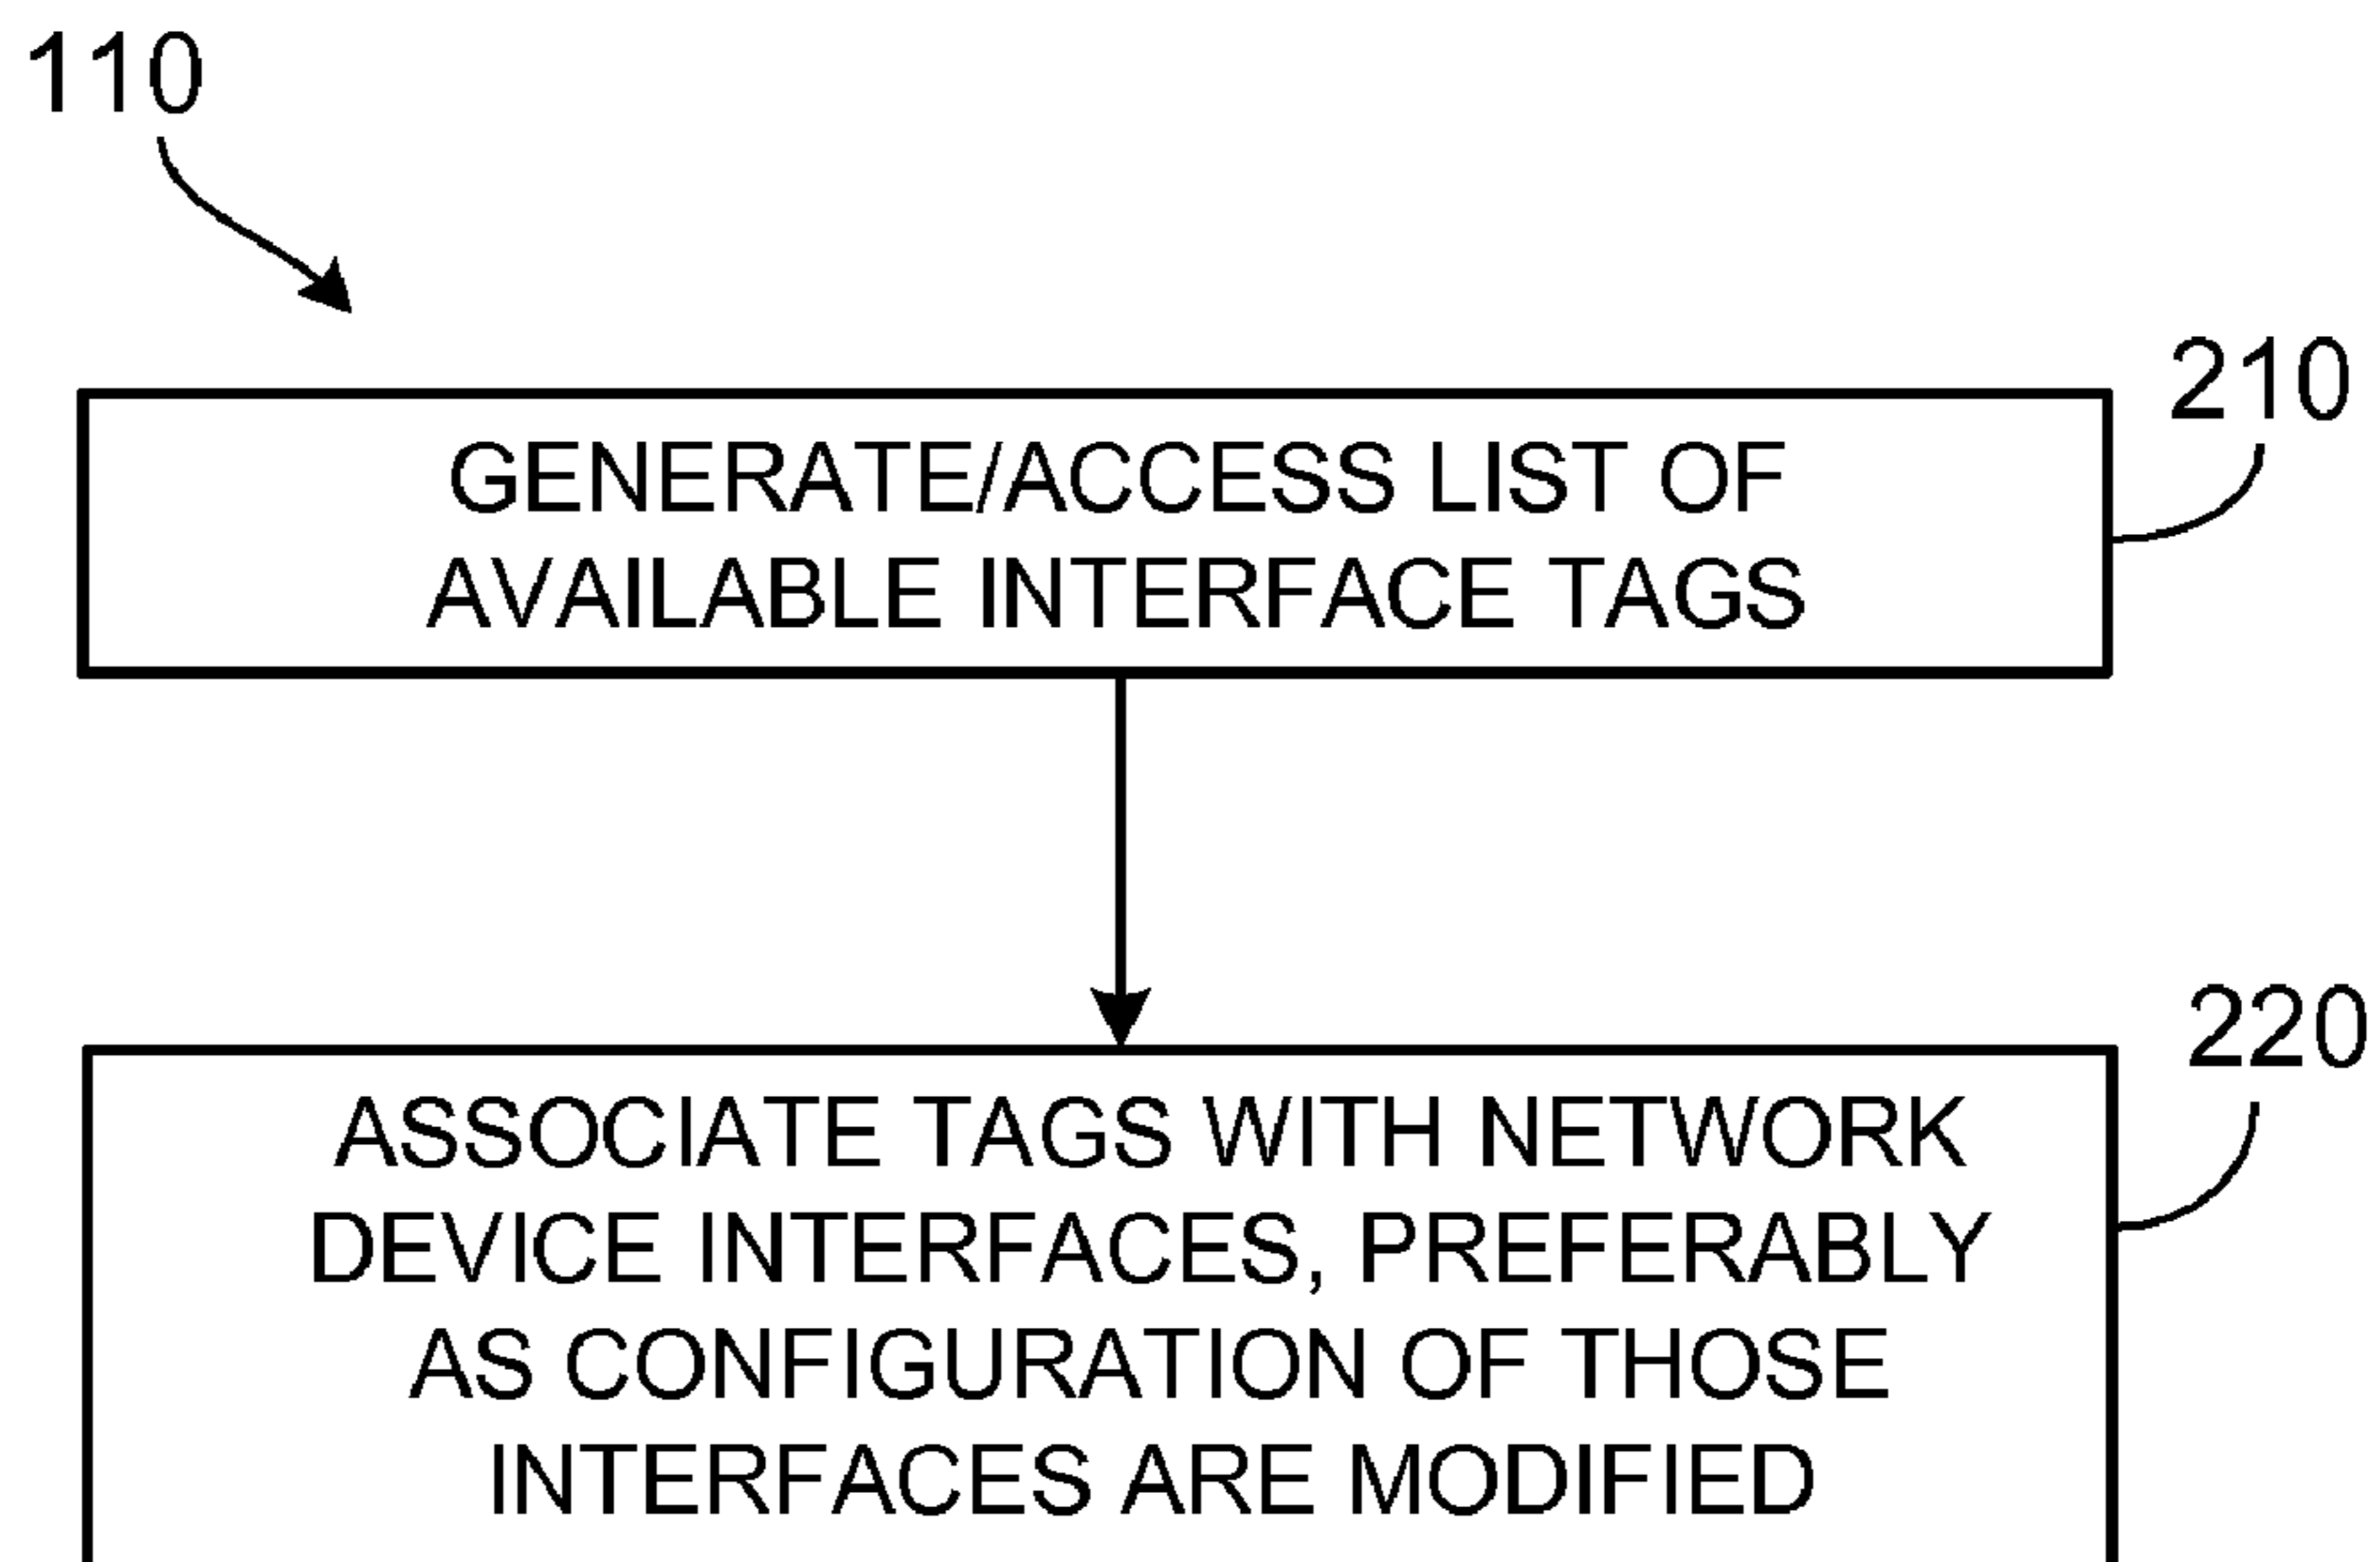 110
210
GENERATE/ACCESS LIST OF
AVAILABLE INTERFACE TAGS
220
ASSOCIATE TAGS WITH NETWORK
DEVICE INTERFACES, PREFERABLY
AS CONFIGURATION OF THOSE
INTERFACES ARE MODIFIED